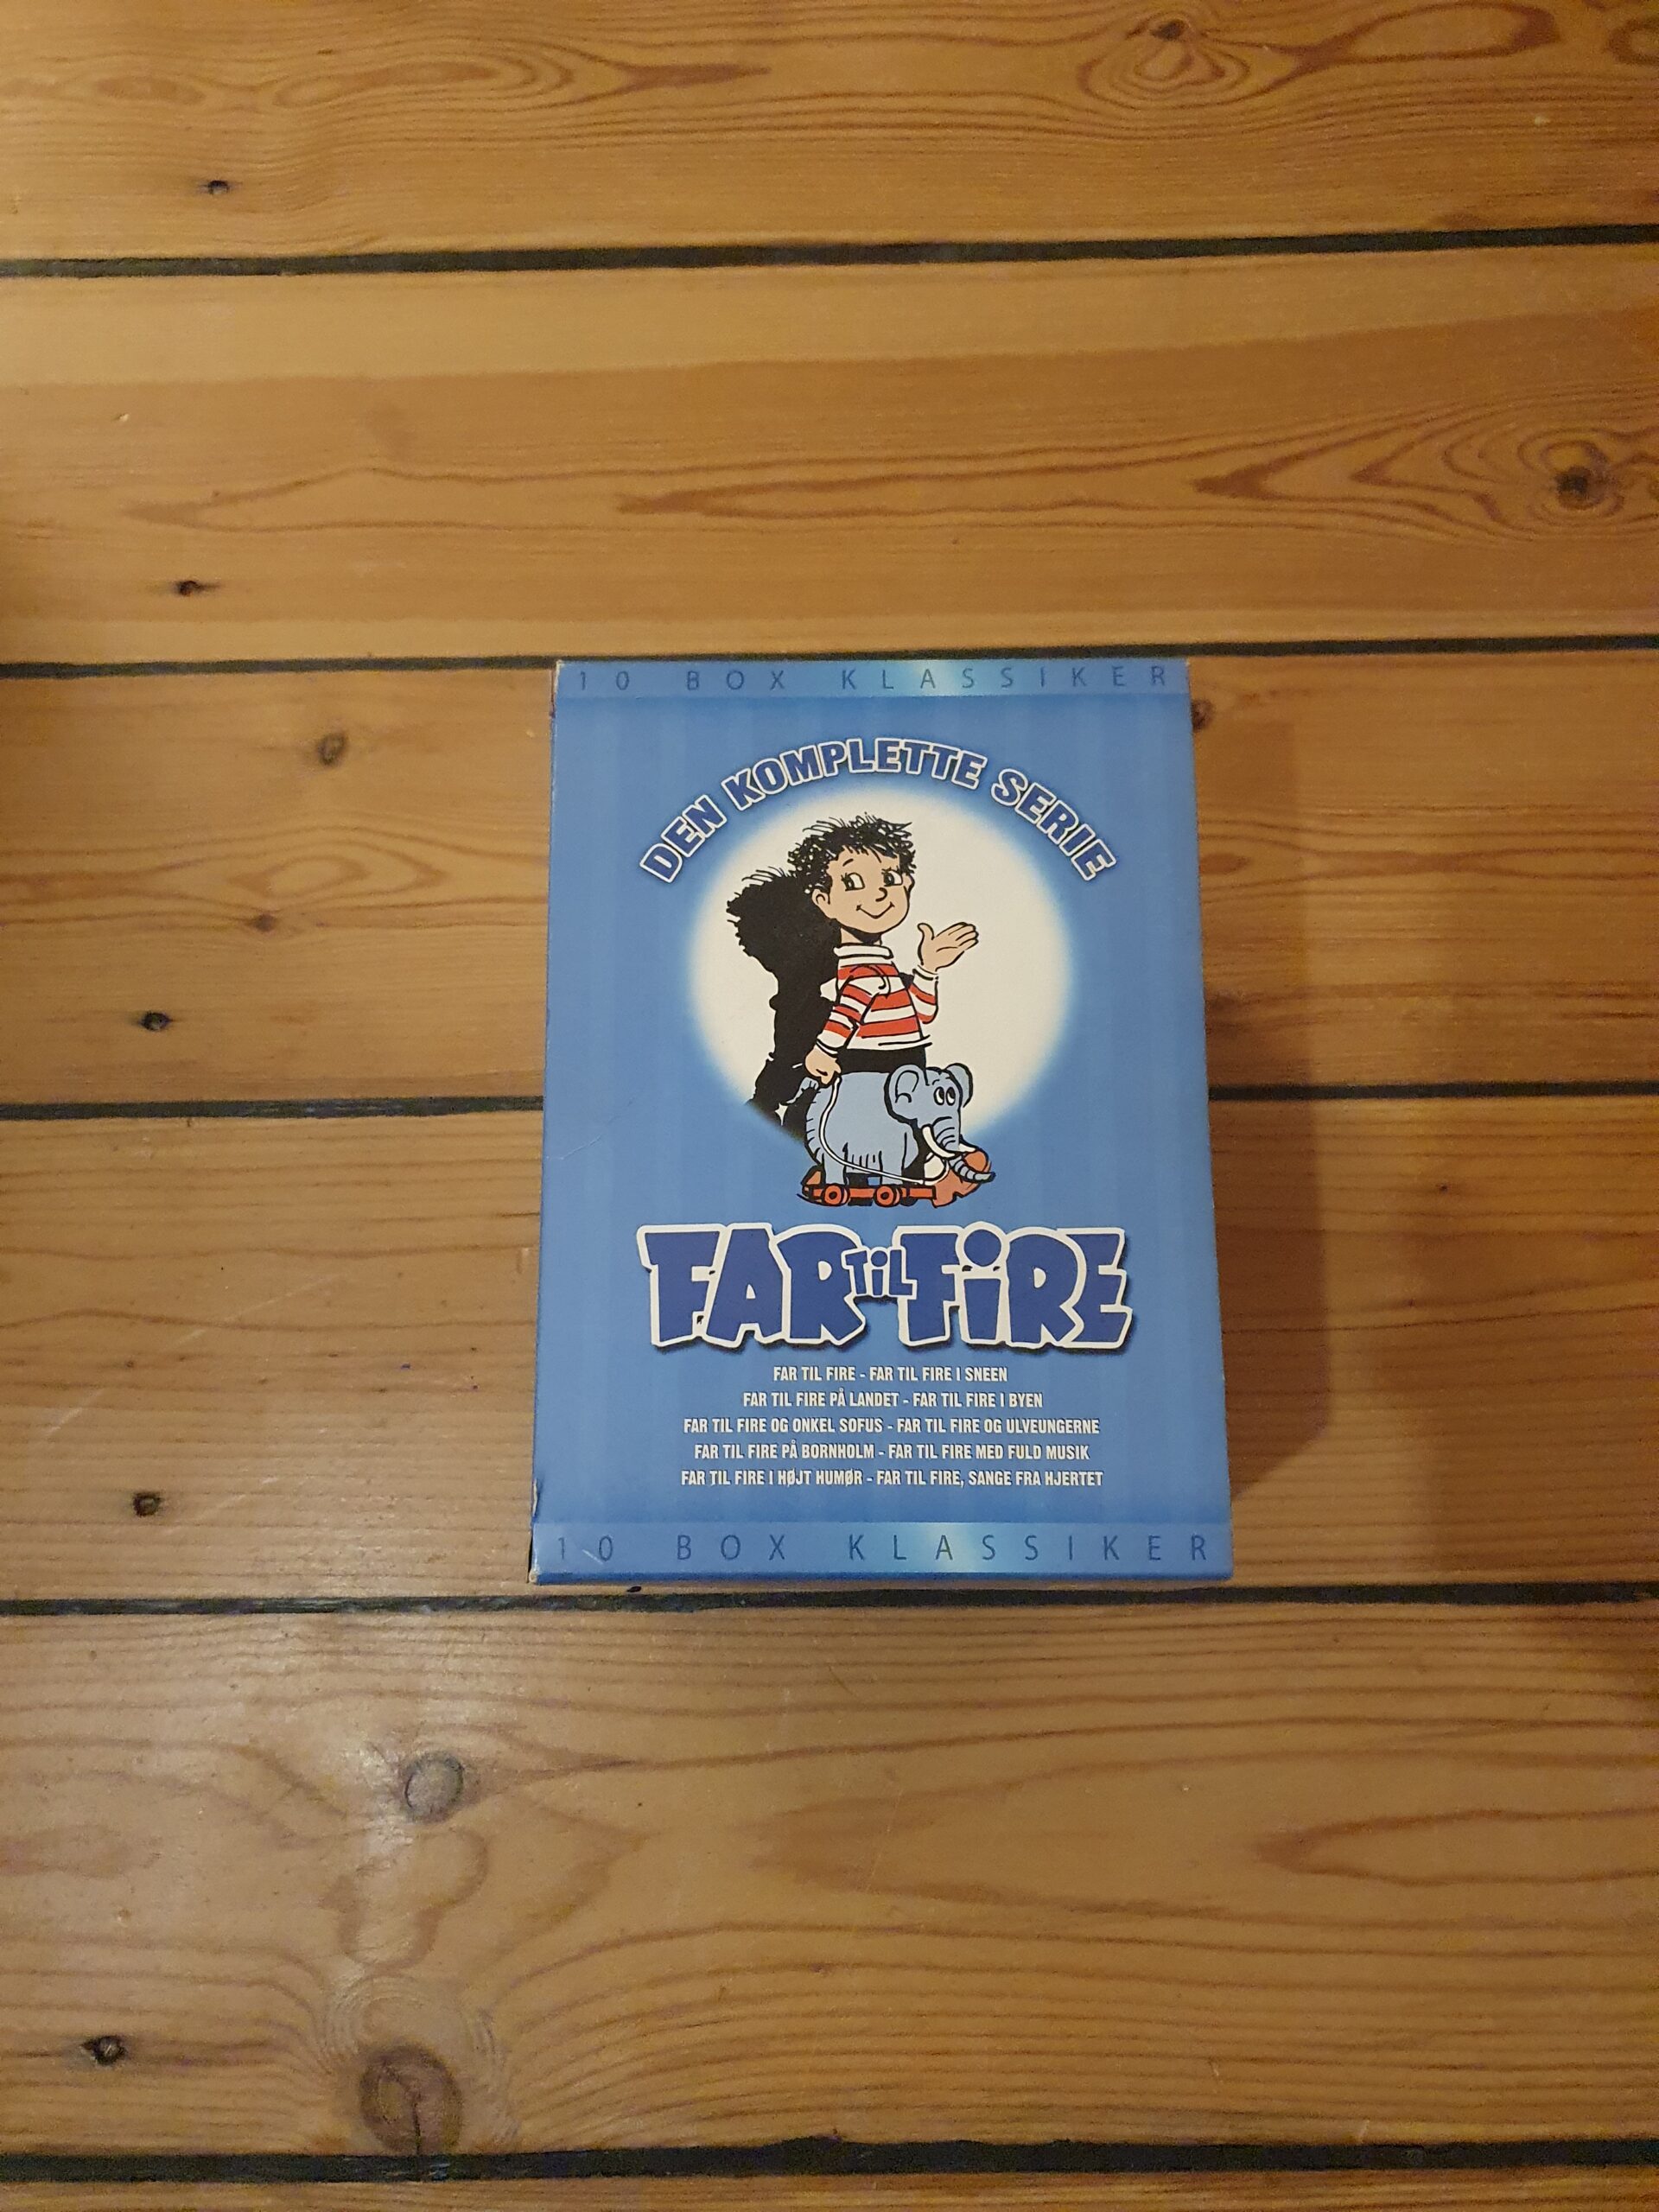 10 BOX KLASSIKER
DEN KOMPLETTE SERIE
FAR TiL FiRE
FAR TIL FIRE - FAR TIL FIRE I SNEEN
FAR TIL FIRE PÅ LANDET - FAR TIL FIRE I BYEN
FAR TIL FIRE OG ONKEL SOFUS - FAR TIL FIRE OG ULVEUNGERNE
FAR TIL FIRE PÅ BORNHOLM - FAR TIL FIRE MED FULD MUSIK
FAR TIL FIRE I HØJT HUMØR - FAR TIL FIRE, SANGE FRA HJERTET
10 BOX KLASSIKER